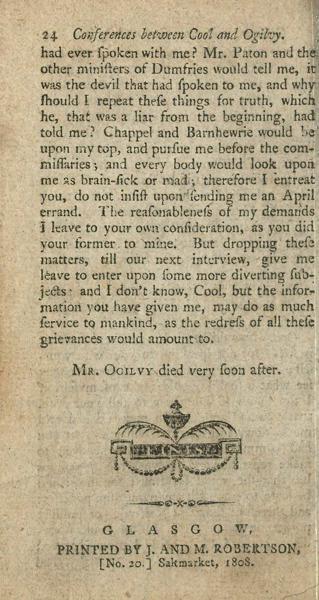 24 Conferences between Cool and Ogilvy.
had ever ſpoken with me? Mr. Paton and the
other miniſters of Dumfries would tell me, it
was the devil that had ſpoken to me, and why
ſhould I repeat theſe things for truth, which
he, that was a liar from the beginning, had
told me? Chappel and Barnhewrie would be
upon my top, and purſue me before the com-
miſſaries; and every body would look upon
me as brain-ſick or mad; therefore I entreat
you, do not inſiſt upon ſending me an April
errand. The reaſonableneſs of my demands
I leave to your own conſideration, as you did
your former to mine. But dropping theſe
matters, till our next interview, give me
leave to enter upon ſome more diverting ſub-
jects: and I don't know, Cool, but the infor-
mation you have given me, may do as much
ſervice to mankind, as the redreſs of all theſe
grievances would amount to.
MR. OGILVY died very ſoon after.
FINIS
GLASGOW,
PRINTED BY J. AND M. ROBERTSON,
[No. 20.] Saltmarket, 1808.